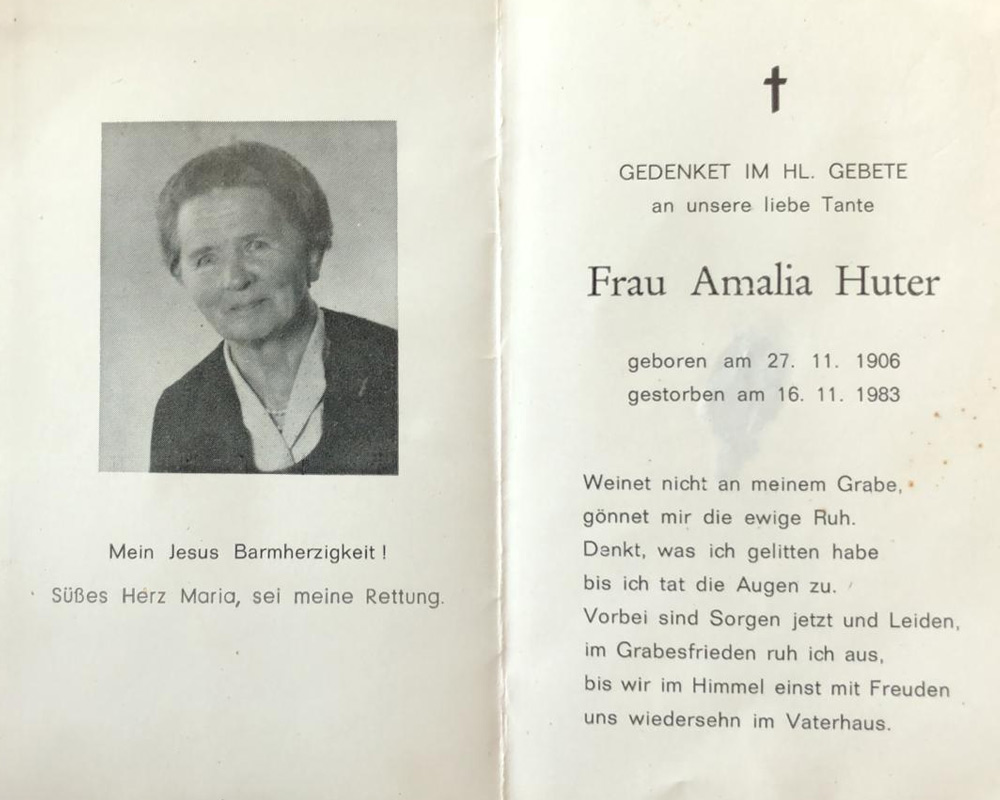 Mein Jesus Barmherzigkeit !
Süßes Herz Maria, sei meine Rettung.
GEDENKET IM HL. GEBETE
an unsere liebe Tante
Frau Amalia Huter
geboren am 27. 11. 1906
gestorben am 16. 11. 1983
Weinet nicht an meinem Grabe,
gönnet mir die ewige Ruh.
Denkt, was ich gelitten habe
bis ich tat die Augen zu.
Vorbei sind Sorgen jetzt und Leiden,
im Grabesfrieden ruh ich aus,
bis wir im Himmel einst mit Freuden
uns wiedersehn im Vaterhaus.